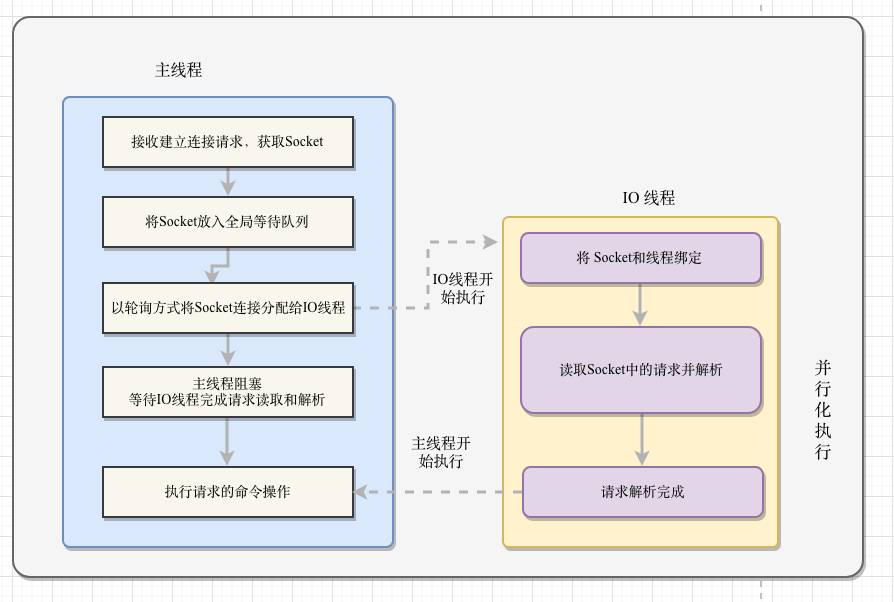 主线程
接收建立连接请求，获取Socket
将Socket放入全局等待队列
以轮询方式将Socket连接分配给IO线程
主线程阻塞
等待IO线程完成请求读取和解析
执行请求的命令操作
IO线程开
始执行
主线程开
始执行
IO 线程
将 Socket和线程绑定
读取Socket中的请求并解析
请求解析完成
并
行
化
执
行